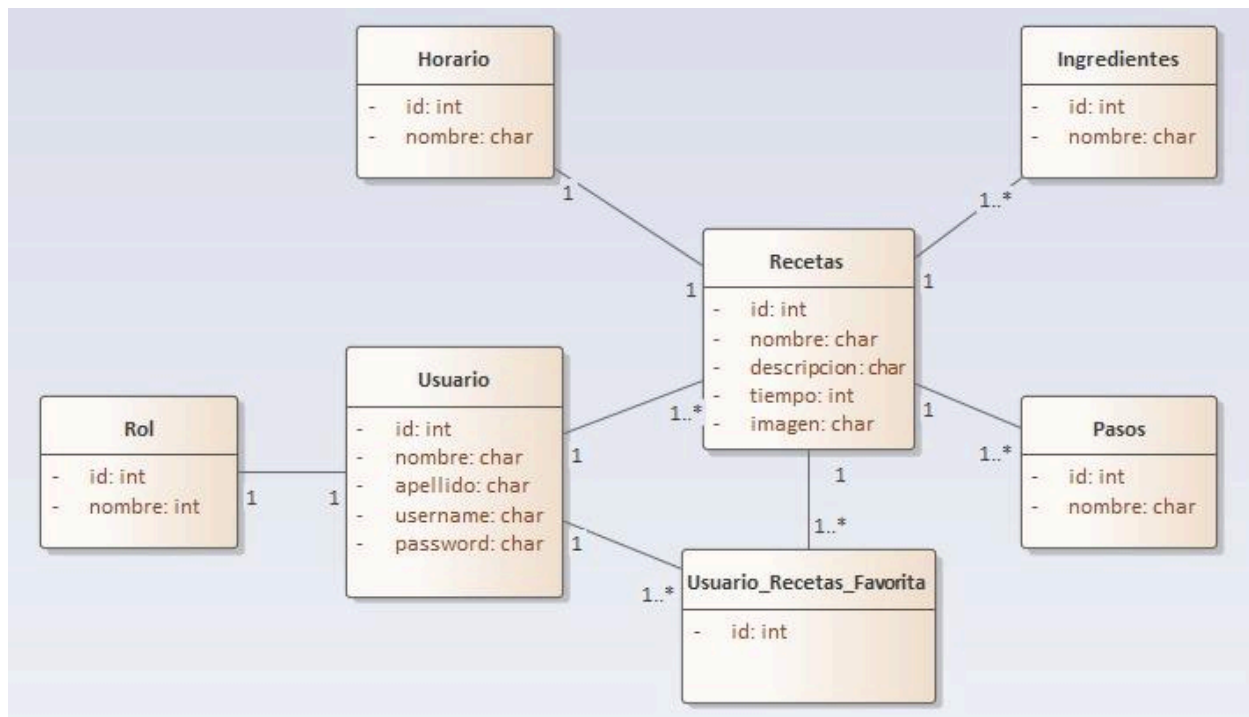 Horario
- id: int
- nombre: char
Ingredientes
- id: int
- nombre: char
1
1..*
Recetas
- id: int
- nombre: char
- descripcion: char
- tiempo: int
- imagen: char
1
1
Usuario
- id: int
- nombre: char
- apellido: char
- username: char
- password: char
Rol
- id: int
- nombre: int
1
1
1..*
1
1
1..*
Pasos
- id: int
- nombre: char
1
1..*
1
1..*
Usuario_Recetas_Favorita
- id: int